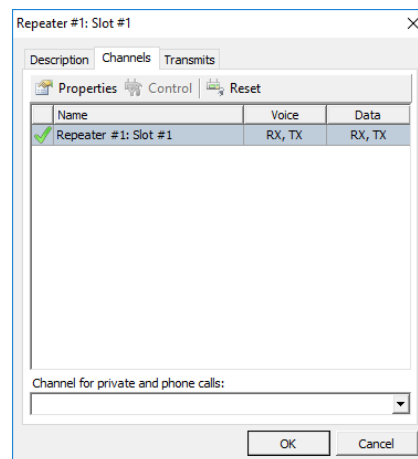 Repeater #1: Slot #1
Description Channels Transmits
Properties Control Reset
Name Voice Data
Repeater #1: Slot #1 RX, TX RX, TX
Channel for private and phone calls:
OK Cancel